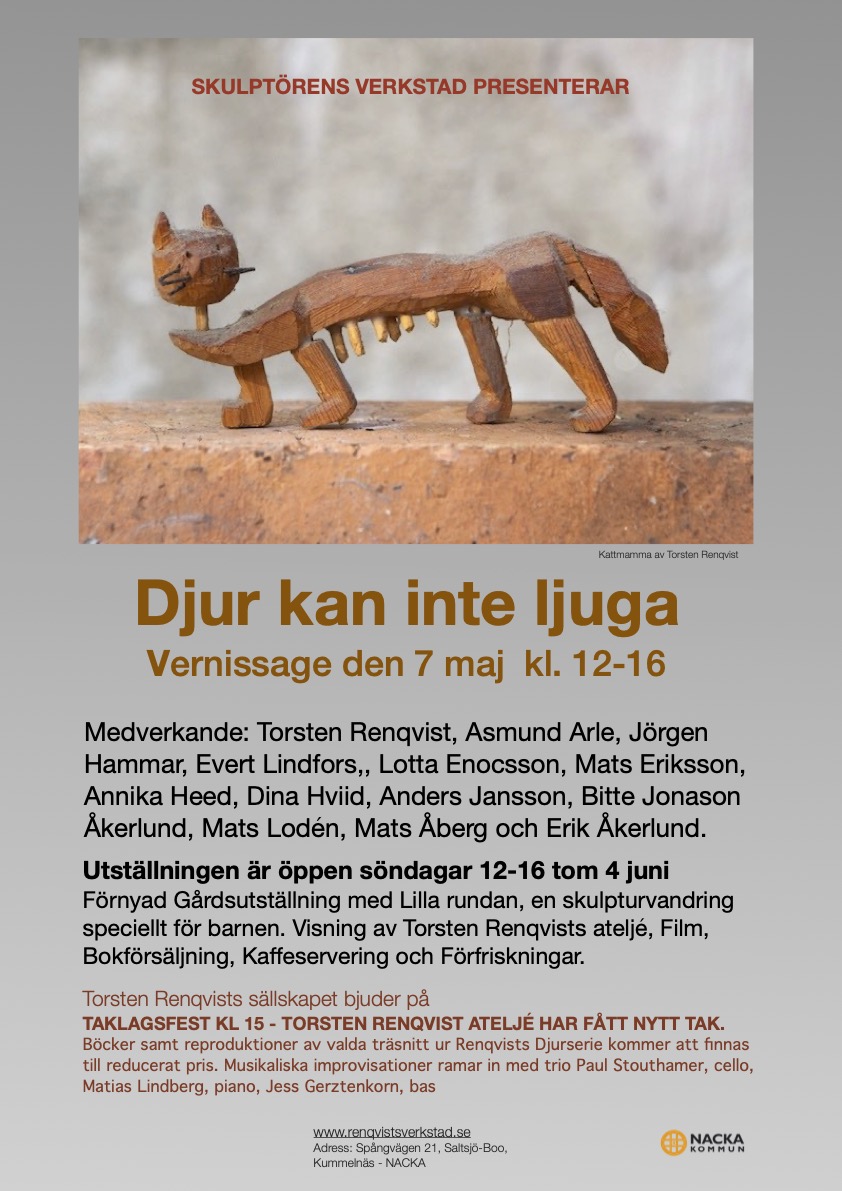 SKULPTÖRENS VERKSTAD PRESENTERAR
Kattmamma av Torsten Renqvist
Djur kan inte ljuga
Vernissage den 7 maj kl. 12-16
Medverkande: Torsten Renqvist, Asmund Arle, Jörgen
Hammar, Evert Lindfors,, Lotta Enocsson, Mats Eriksson,
Annika Heed, Dina Hviid, Anders Jansson, Bitte Jonason
Åkerlund, Mats Lodén, Mats Åberg och Erik Åkerlund.
Utställningen är öppen söndagar 12-16 tom 4 juni
Förnyad Gårdsutställning med Lilla rundan, en skulpturvandring
speciellt för barnen. Visning av Torsten Renqvists ateljé, Film,
Bokförsäljning, Kaffeservering och Förfriskningar.
Torsten Renqvists sällskapet bjuder på
TAKLAGSFEST KL 15 - TORSTEN RENQVIST ATELJÉ HAR FÅTT NYTT TAK.
Böcker samt reproduktioner av valda träsnitt ur Renqvists Djurserie kommer att finnas
till reducerat pris. Musikaliska improvisationer ramar in med trio Paul Stouthamer, cello,
Matias Lindberg, piano, Jess Gerztenkorn, bas
www.renqvistsverkstad.se
Adress: Spångvägen 21, Saltsjö-Boo,
Kummelnäs - NACKA
NACKA
KOMMUN